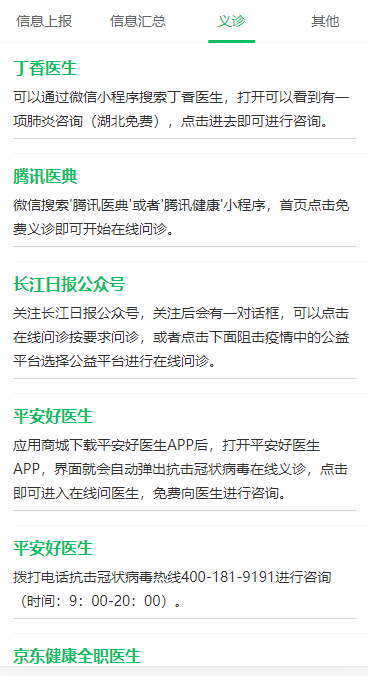 信息上报 信息汇总 义诊 其他
丁香医生
可以通过微信小程序搜索丁香医生，打开可以看到有一
项肺炎咨询（湖北免费），点击进去即可进行咨询。
腾讯医典
微信搜索'腾讯医典'或者'腾讯健康'小程序，首页点击免
费义诊即可开始在线问诊。
长江日报公众号
关注长江日报公众号，关注后会有一对话框，可以点击
在线问诊按要求问诊，或者点击下面阻击疫情中的公益
平台选择公益平台进行在线问诊。
平安好医生
应用商城下载平安好医生APP后，打开平安好医生
APP，界面就会自动弹出抗击冠状病毒在线义诊，点击
即可进入在线问医生，免费向医生进行咨询。
平安好医生
拨打电话抗击冠状病毒热线400-181-9191进行咨询
（时间：9：00-20：00）。
京东健康全职医生